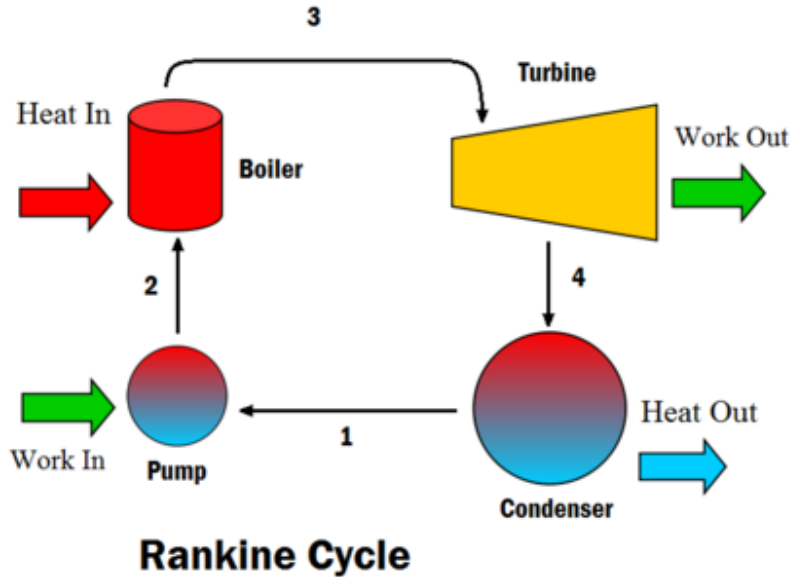 3
Turbine
Heat In
Work Out
Boiler
2
4
Heat Out
1
Work In
Pump
Condenser
Rankine Cycle